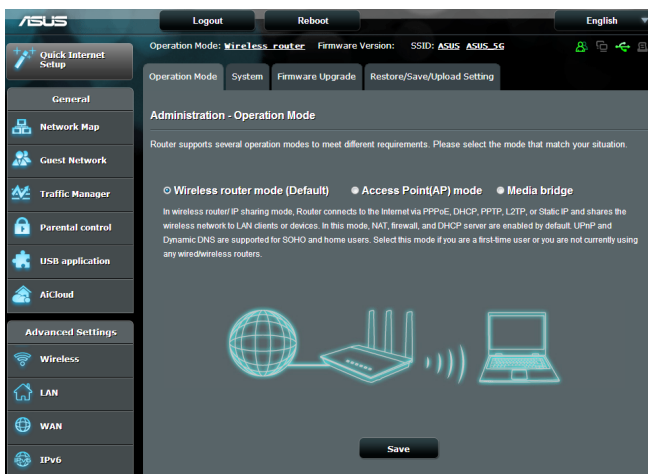 ASUS
Logout
Reboot
English
Quick Internet
Setup
Operation Mode: Wireless router Firmware Version: SSID: ASUS ASUS_5G
Operation Mode
System
Firmware Upgrade
Restore/Save/Upload Setting
General
Network Map
Guest Network
Traffic Manager
Parental control
USB application
AiCloud
Advanced Settings
Wireless
LAN
WAN
IPv6
Administration - Operation Mode
Router supports several operation modes to meet different requirements. Please select the mode that match your situation.
Wireless router mode (Default) Access Point(AP) mode Media bridge
In wireless router/ IP sharing mode, Router connects to the Internet via PPPoE, DHCP, PPTP, L2TP, or Static IP and shares the
wireless network to LAN clients or devices. In this mode, NAT, firewall, and DHCP server are enabled by default. UPnP and
Dynamic DNS are supported for SOHO and home users. Select this mode if you are a first-time user or you are not currently using
any wired/wireless routers.
Save